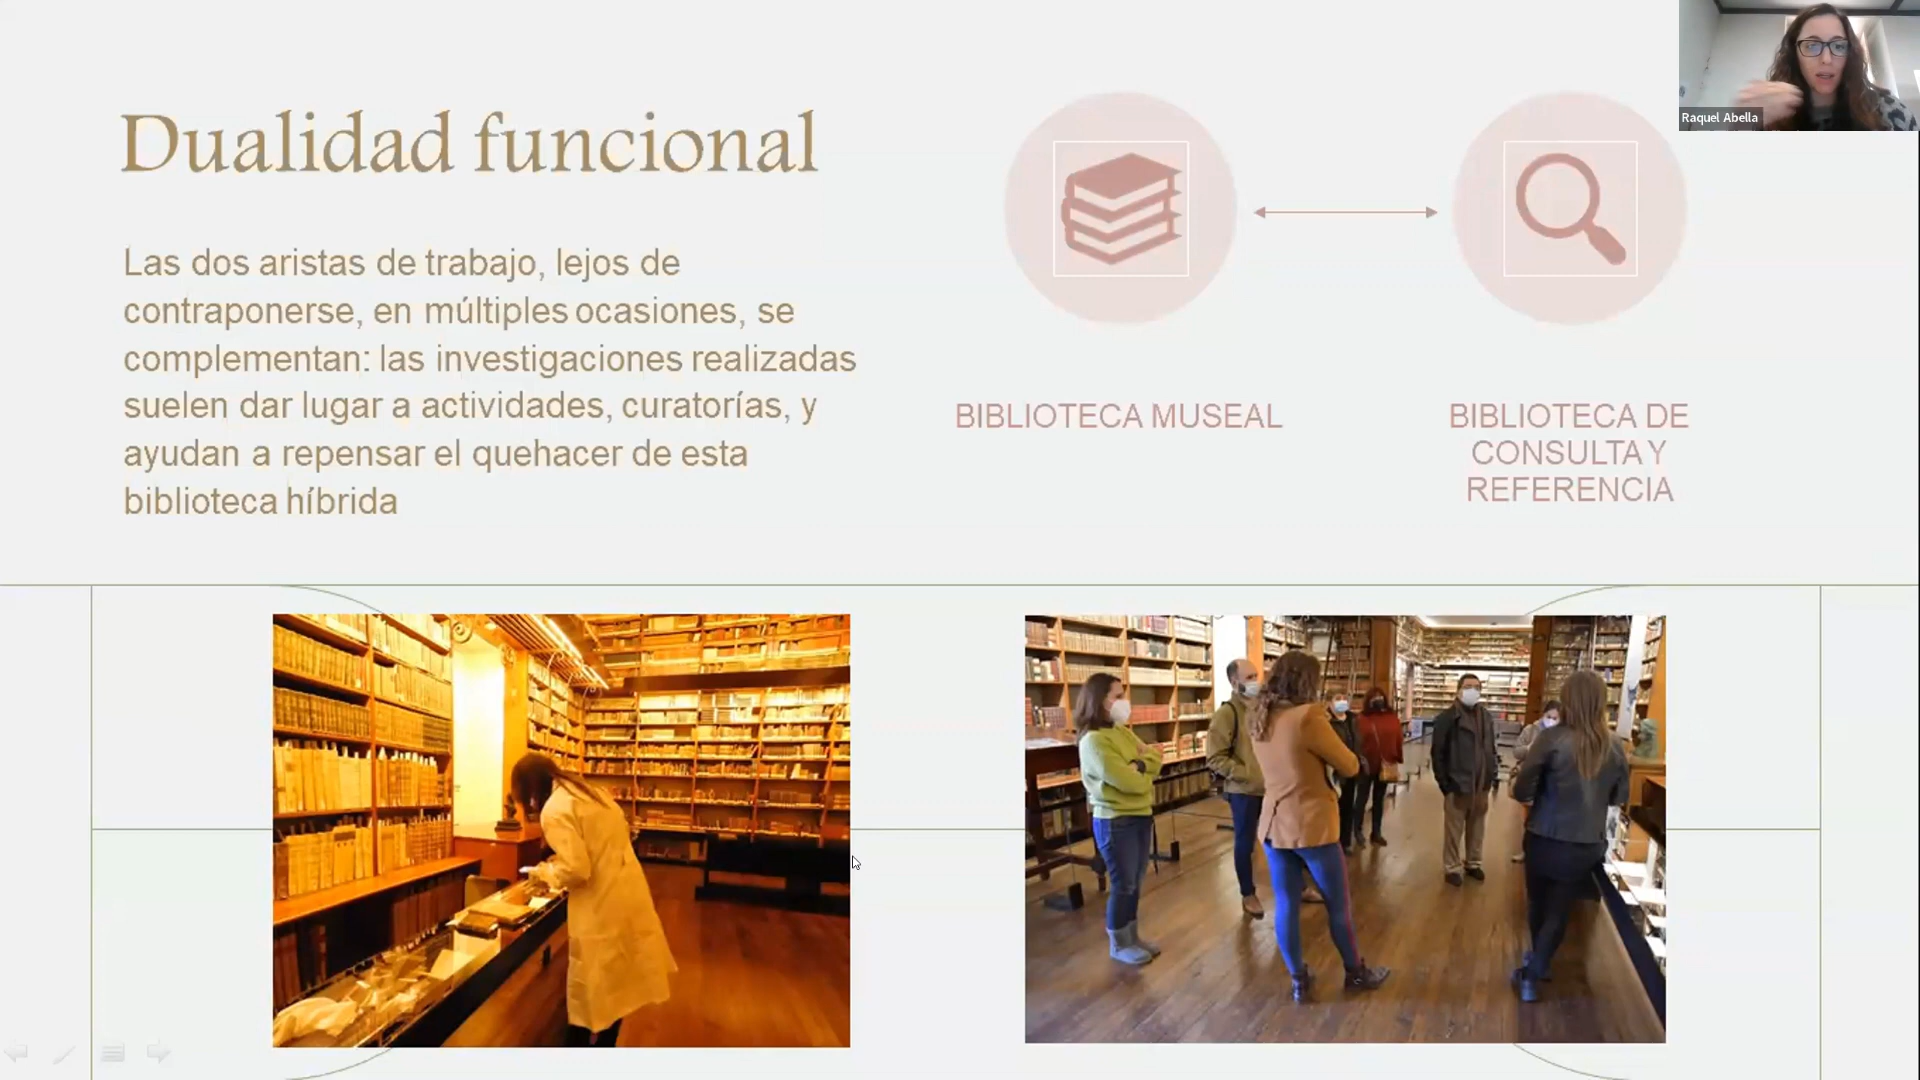 Dualidad funcional
Las dos aristas de trabajo, lejos de
contraponerse, en múltiples ocasiones, se
complementan: las investigaciones realizadas
suelen dar lugar a actividades, curatorías, y
ayudan a repensar el quehacer de esta
biblioteca híbrida
BIBLIOTECA MUSEAL
BIBLIOTECA DE
CONSULTA Y
REFERENCIA
Raquel Abella